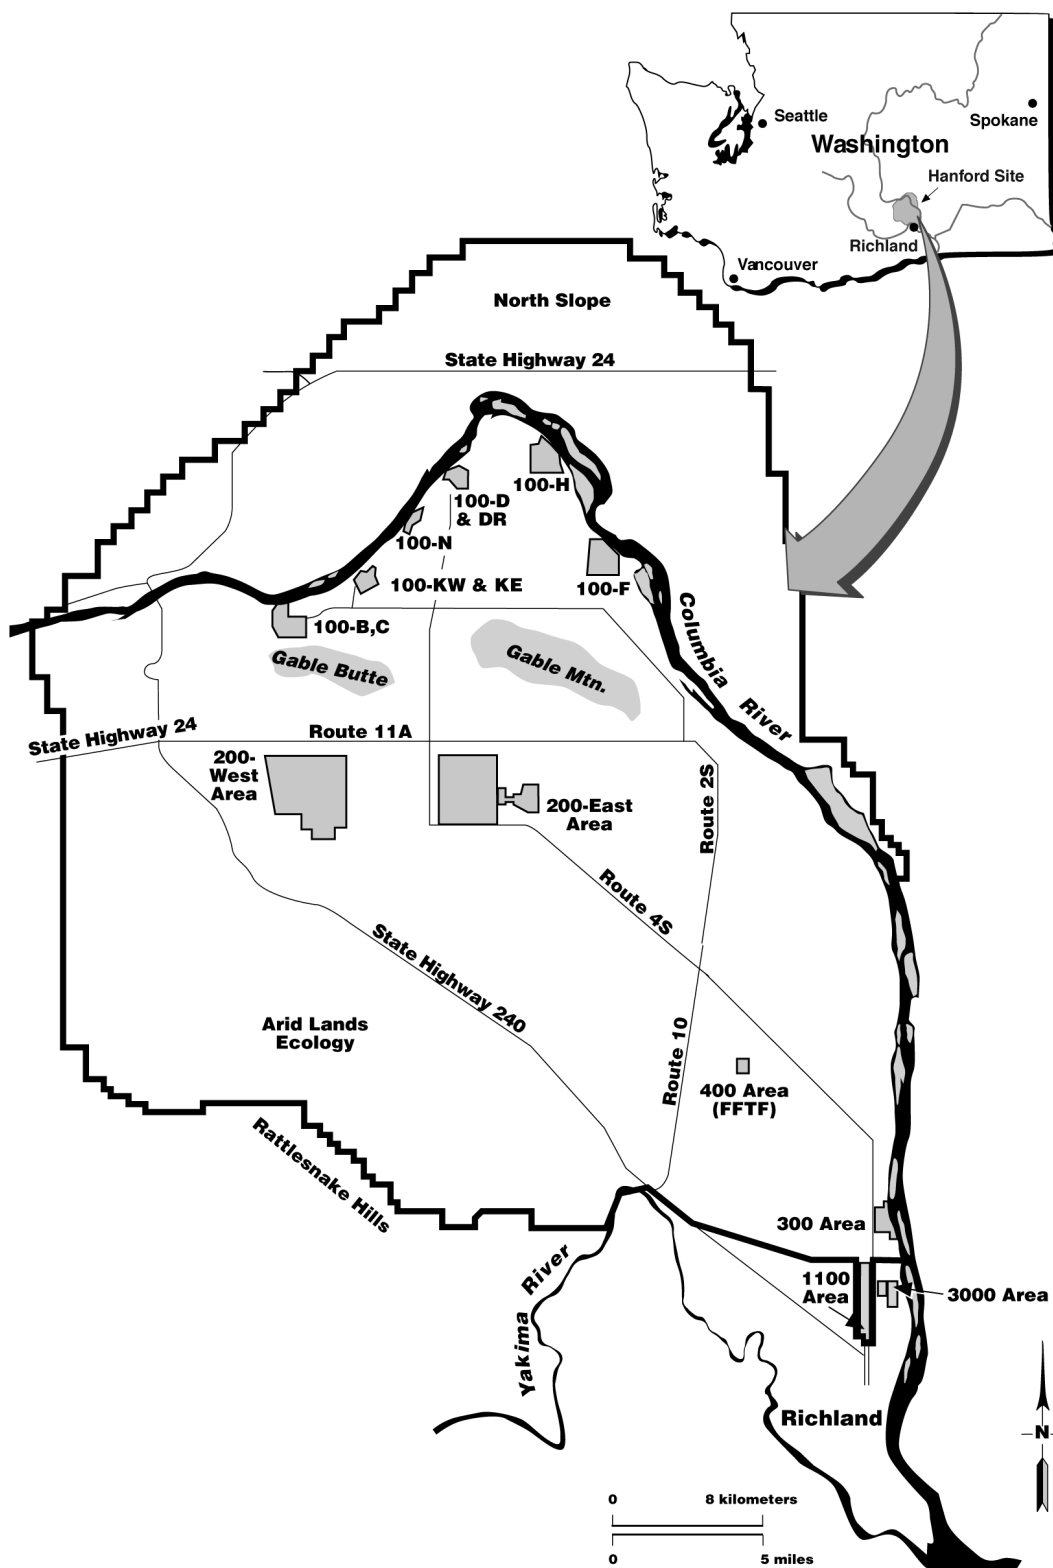 Seattle
Spokane
Washington
Hanford Site
Richland
Vancouver
North Slope
State Highway 24
100-H
100-D
& DR
100-N
100-KW & KE
100-F
100-B,C
Columbia
River
Gable Butte
Gable Mtn.
State Highway 24
Route 11A
200-
West
Area
200-East
Area
Route 2S
Route 4S
State Highway 240
Arid Lands
Ecology
Route 10
400 Area
(FFTF)
Rattlesnake Hills
300 Area
Yakima
River
1100
Area
3000 Area
Richland
N
0 8 kilometers
0 5 miles